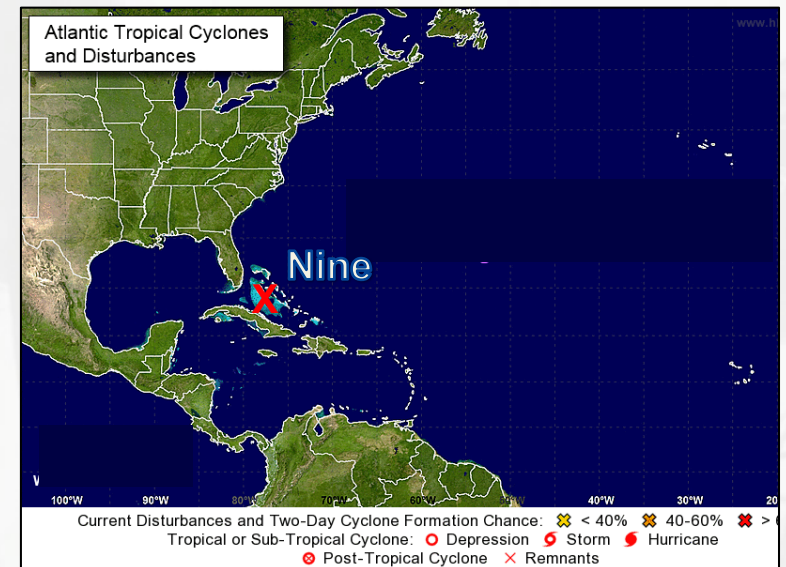 Atlantic Tropical Cyclones
and Disturbances
Nine
100°W 90°W 80°W 70°W 60°W 50°W 40°W 30°W
Current Disturbances and Two-Day Cyclone Formation Chance: < 40% 40-60% >
Tropical or Sub-Tropical Cyclone: Depression Storm Hurricane
Post-Tropical Cyclone Remnants